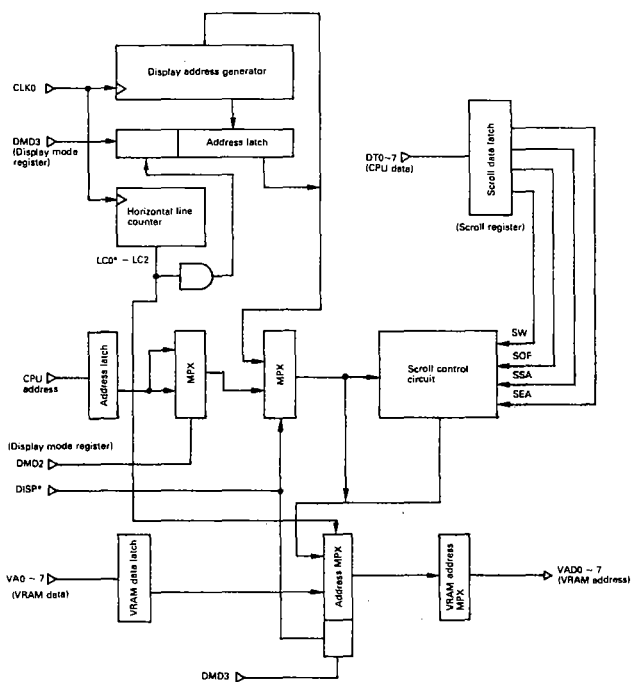 Display address generator
CLK0
DMD3
(Display mode
register)
Address latch
Horizontal line
counter
LC0* – LC2
DT0~7
(CPU data)
Scroll data latch
(Scroll register)
SW
SOF
SSA
SEA
CPU
address
Address latch
MPX
MPX
Scroll control
circuit
(Display mode register)
DMD2
DISP*
VA0 ~ 7
(VRAM data)
VRAM data latch
Address MPX
VRAM address
MPX
VAD0 ~ 7
(VRAM address)
DMD3